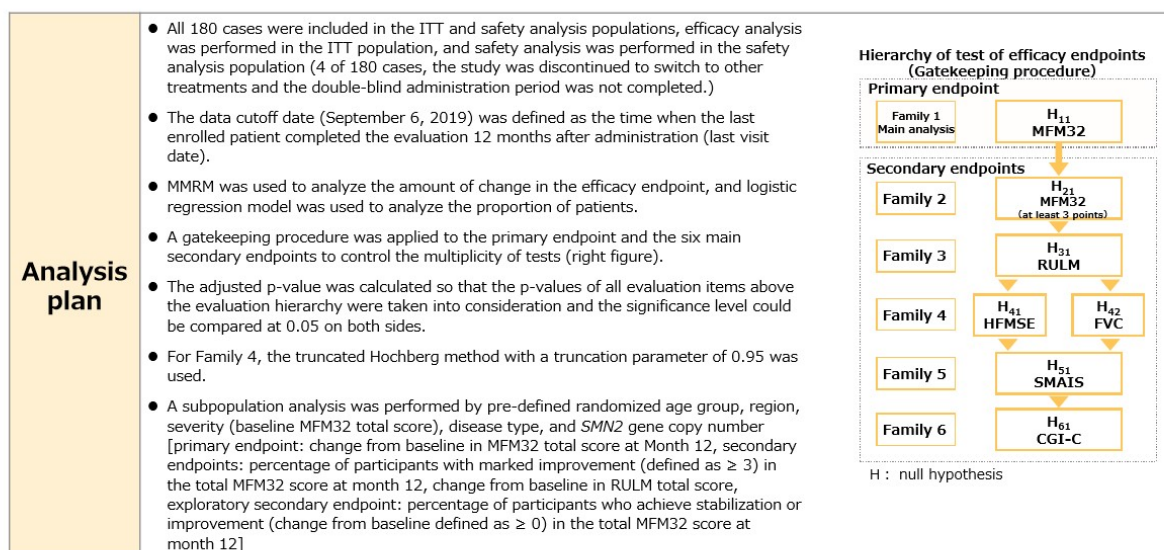 Analysis
plan
● All 180 cases were included in the ITT and safety analysis populations, efficacy analysis
was performed in the ITT population, and safety analysis was performed in the safety
analysis population (4 of 180 cases, the study was discontinued to switch to other
treatments and the double-blind administration period was not completed.)
● The data cutoff date (September 6, 2019) was defined as the time when the last
enrolled patient completed the evaluation 12 months after administration (last visit
date).
● MMRM was used to analyze the amount of change in the efficacy endpoint, and logistic
regression model was used to analyze the proportion of patients.
● A gatekeeping procedure was applied to the primary endpoint and the six main
secondary endpoints to control the multiplicity of tests (right figure).
● The adjusted p-value was calculated so that the p-values of all evaluation items above
the evaluation hierarchy were taken into consideration and the significance level could
be compared at 0.05 on both sides.
● For Family 4, the truncated Hochberg method with a truncation parameter of 0.95 was
used.
● A subpopulation analysis was performed by pre-defined randomized age group, region,
severity (baseline MFM32 total score), disease type, and SMN2 gene copy number
[primary endpoint: change from baseline in MFM32 total score at Month 12, secondary
endpoints: percentage of participants with marked improvement (defined as ≥ 3) in
the total MFM32 score at month 12, change from baseline in RULM total score,
exploratory secondary endpoint: percentage of participants who achieve stabilization or
improvement (change from baseline defined as ≥ 0) in the total MFM32 score at
month 12]
Hierarchy of test of efficacy endpoints
(Gatekeeping procedure)
Primary endpoint
Family 1
Main analysis
H11
MFM32
Secondary endpoints
Family 2
H21
MFM32
(at least 3 points)
Family 3
H31
RULM
Family 4
H41
HFMSE
H42
FVC
Family 5
H51
SMAIS
Family 6
H61
CGI-C
H : null hypothesis